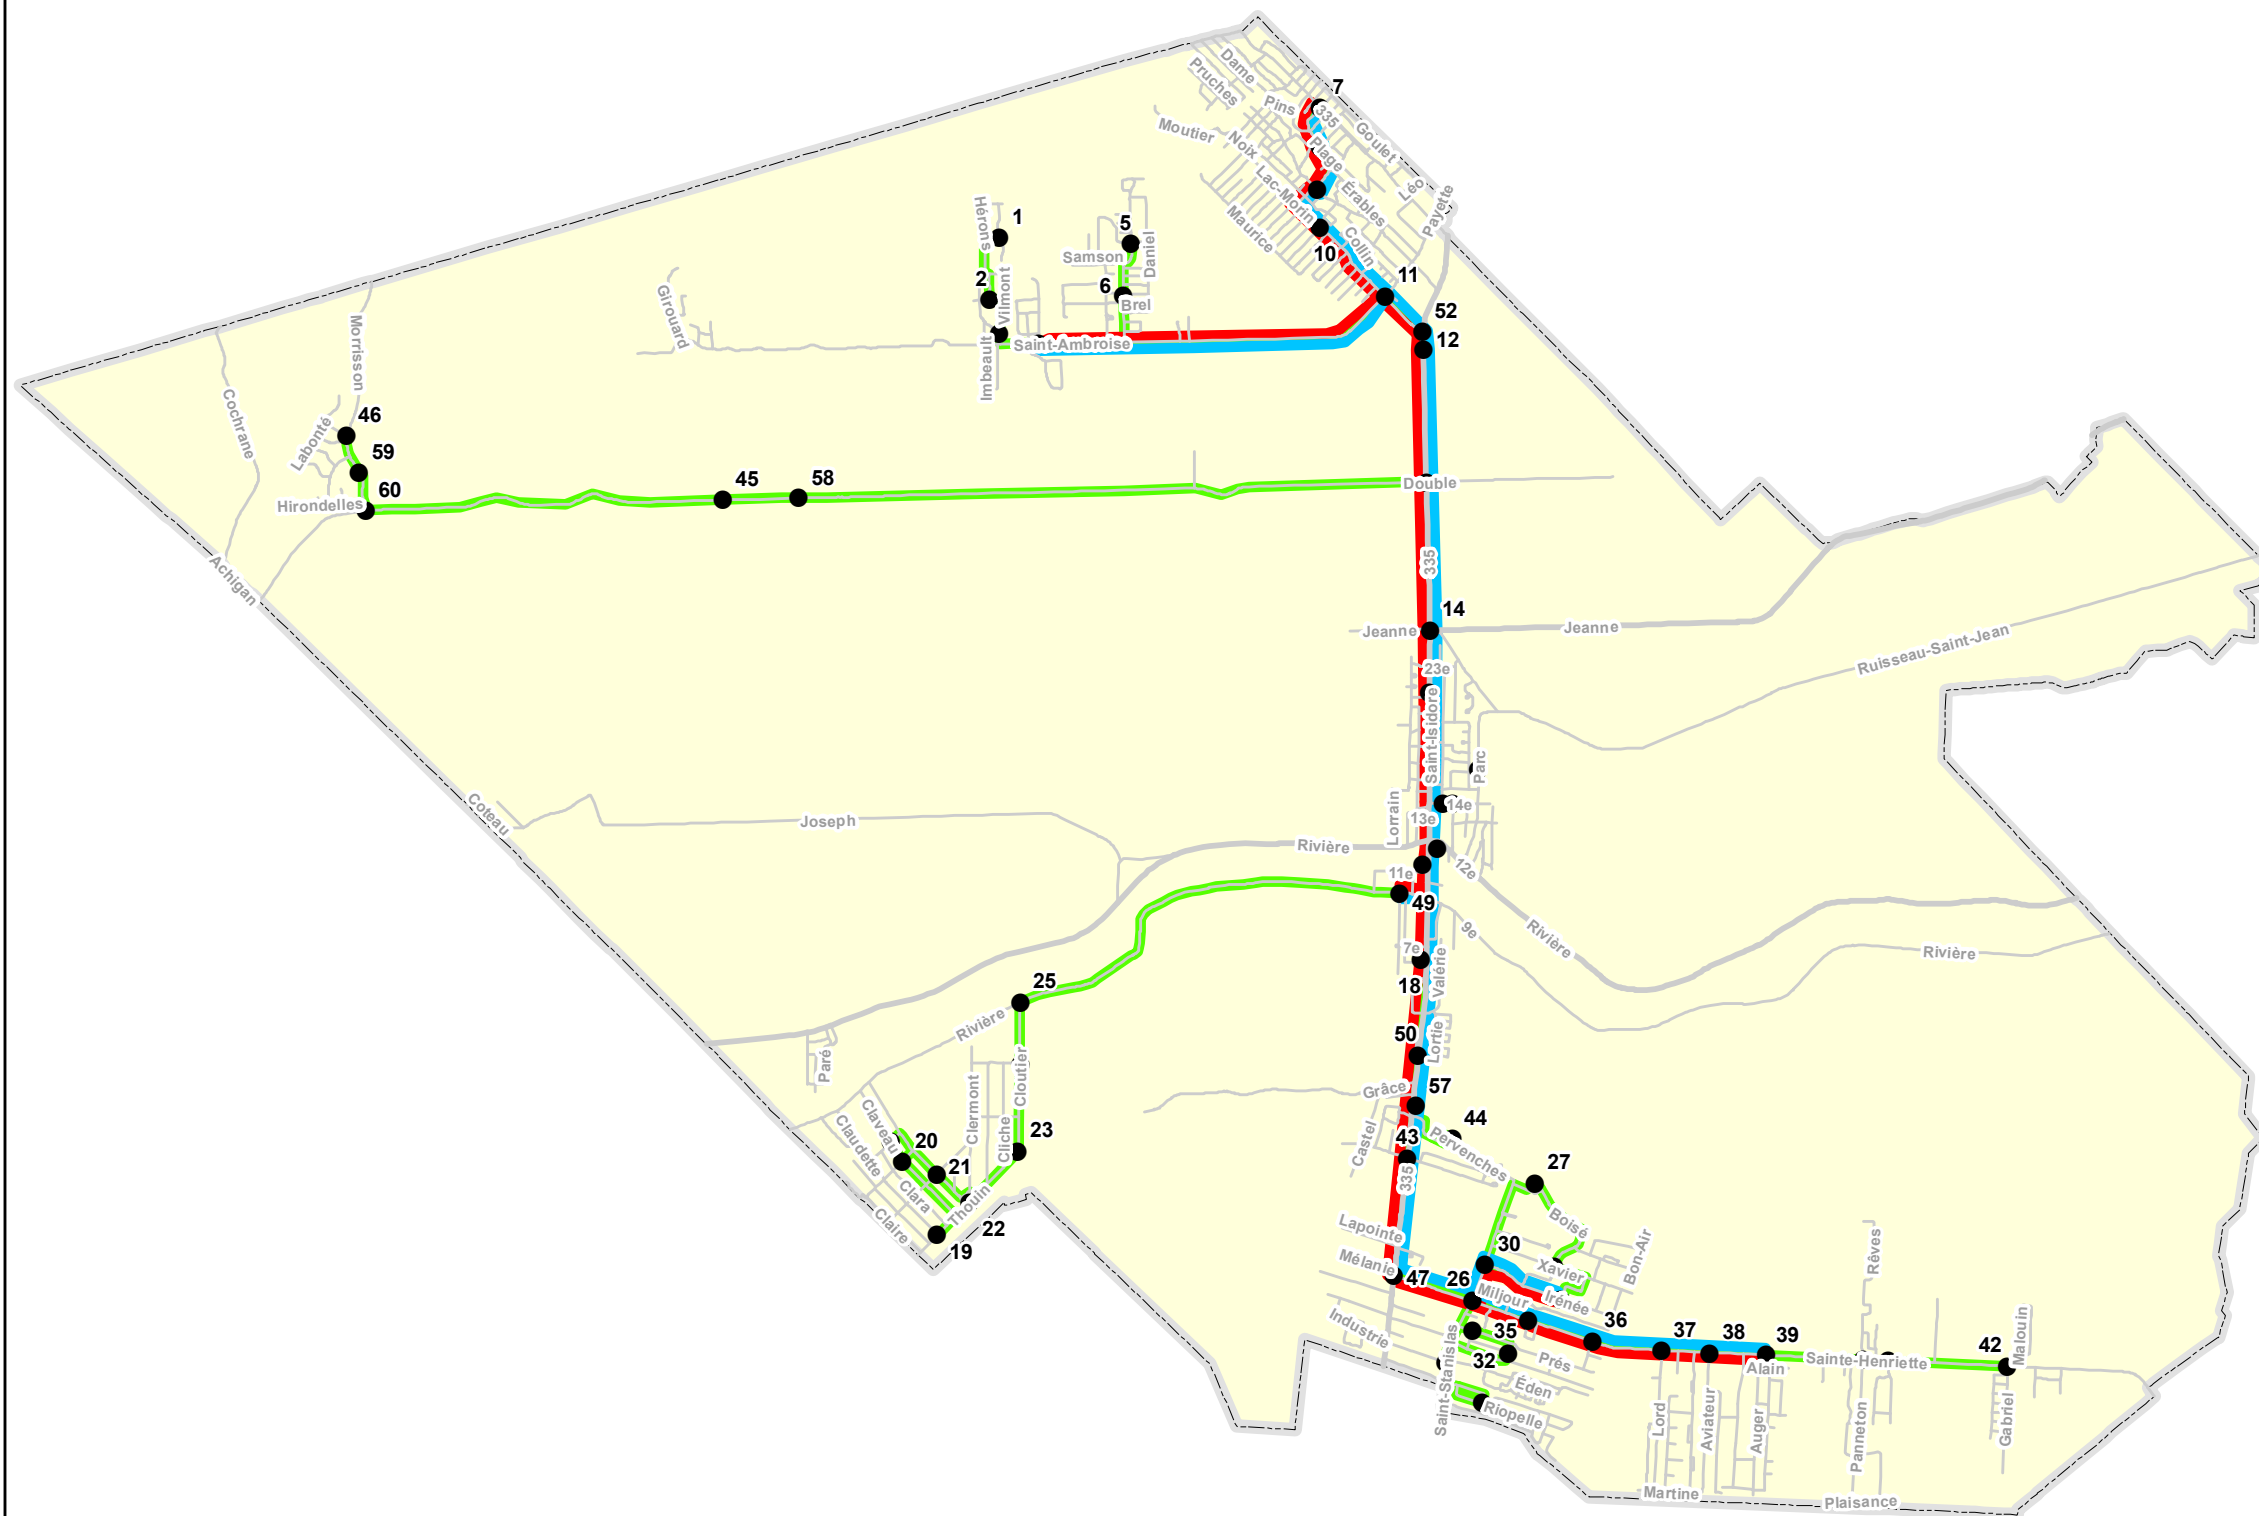 7
Dame
Pruches
Pins
335
Goulet
Moutier
Noix
Plage
Lac-Morin
Érables
Léo
Payette
Maurice
Collin
10
11
Hérons
1
2
Vilmont
5
Samson
Daniel
6
Brel
Girouard
Imbeault
Saint-Ambroise
52
12
Morrisson
Cochrane
Labonté
46
59
60
Hirondelles
45
58
Double
Achigan
335
14
Jeanne
Jeanne
Ruisseau-Saint-Jean
23e
Saint-Isidore
Parc
Lorrain
14e
13e
Coteau
Joseph
Rivière
12e
11e
49
9e
Rivière
Rivière
7e
Valérie
18
25
Rivière
50
Lortie
Paré
Cloutier
Clermont
Cliche
Grâce
57
44
43
Pervenches
Castel
Claveau
Claudette
20
21
23
Clara
Thouin
Claire
22
19
335
27
Boisé
Bon-Air
Lapointe
Mélanie
30
Xavier
47
26
Miljour
Irénée
Rêves
Industrie
35
36
37
38
39
42
Malouin
Saint-Stanislas
32
Prés
Alain
Sainte-Henriette
Éden
Riopelle
Lord
Aviateur
Auger
Panneton
Gabriel
Martine
Plaisance